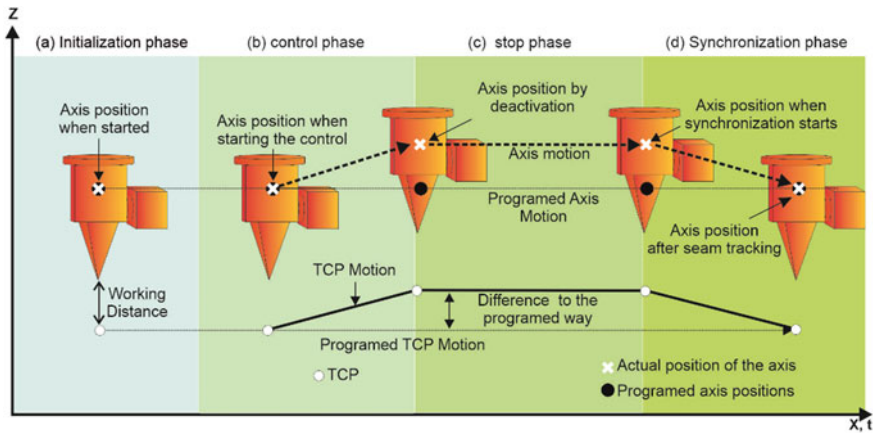 Z
(a) Initialization phase
(b) control phase
(c) stop phase
(d) Synchronization phase
Axis position
when started
Axis position when
starting the control
Axis position by
deactivation
Axis position when
synchronization starts
Axis motion
Programed Axis
Motion
Axis position
after seam tracking
Working
Distance
TCP Motion
Difference to the
programed way
Programed TCP Motion
TCP
Actual position of the axis
Programed axis positions
X, t